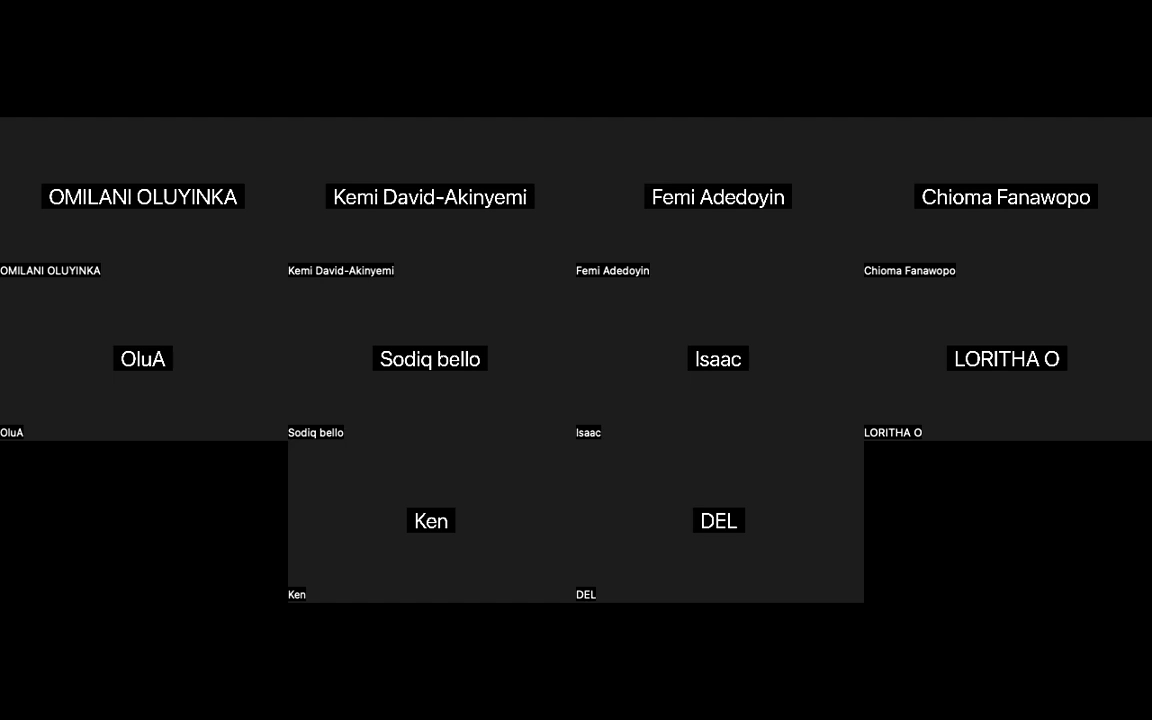 OMILANI OLUYINKA
Kemi David-Akinyemi
Femi Adedoyin
Chioma Fanawopo
OMILANI OLUYINKA
Kemi David-Akinyemi
Femi Adedoyin
Chioma Fanawopo
OluA
Sodiq bello
Isaac
LORITHA O
OluA
Sodiq bello
Isaac
LORITHA O
Ken
DEL
Ken
DEL